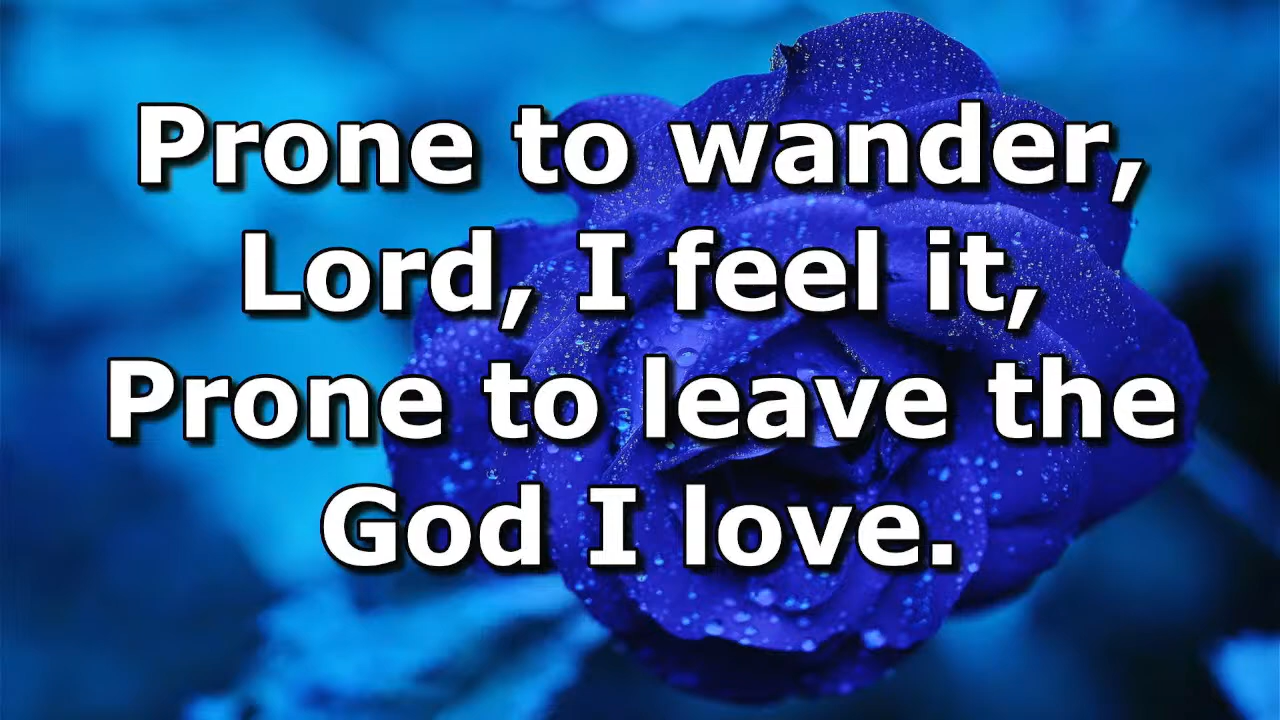 Prone to wander,
Lord, I feel it,
Prone to leave the
God I love.